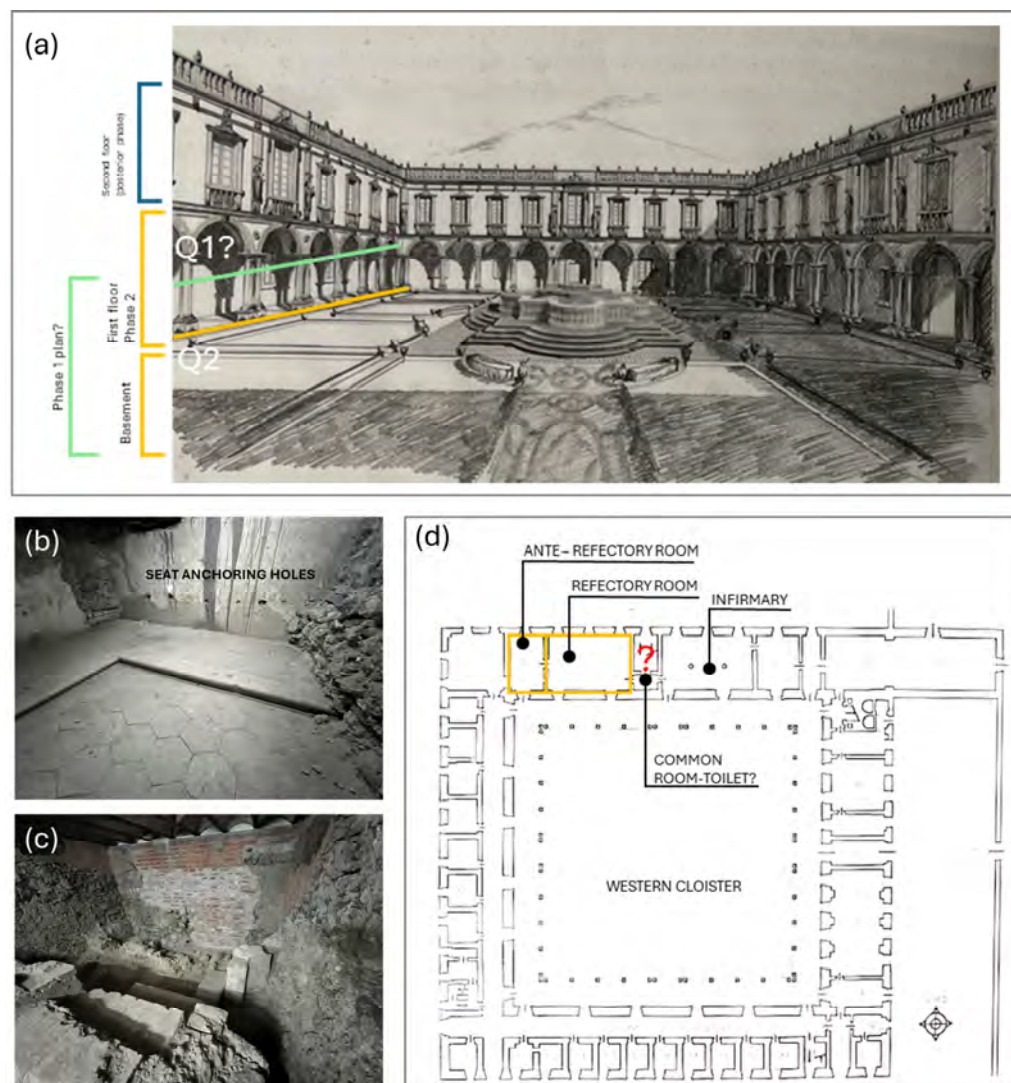 (a)
Second floor
(posterior phase)
Q1?
First floor
Phase 2
Phase 1 plan?
Q2
Basement
(b)
SEAT ANCHORING HOLES
(c)
(d)
ANTE– REFECTORY ROOM
REFECTORY ROOM
INFIRMARY
?
COMMON
ROOM-TOILET?
WESTERN CLOISTER